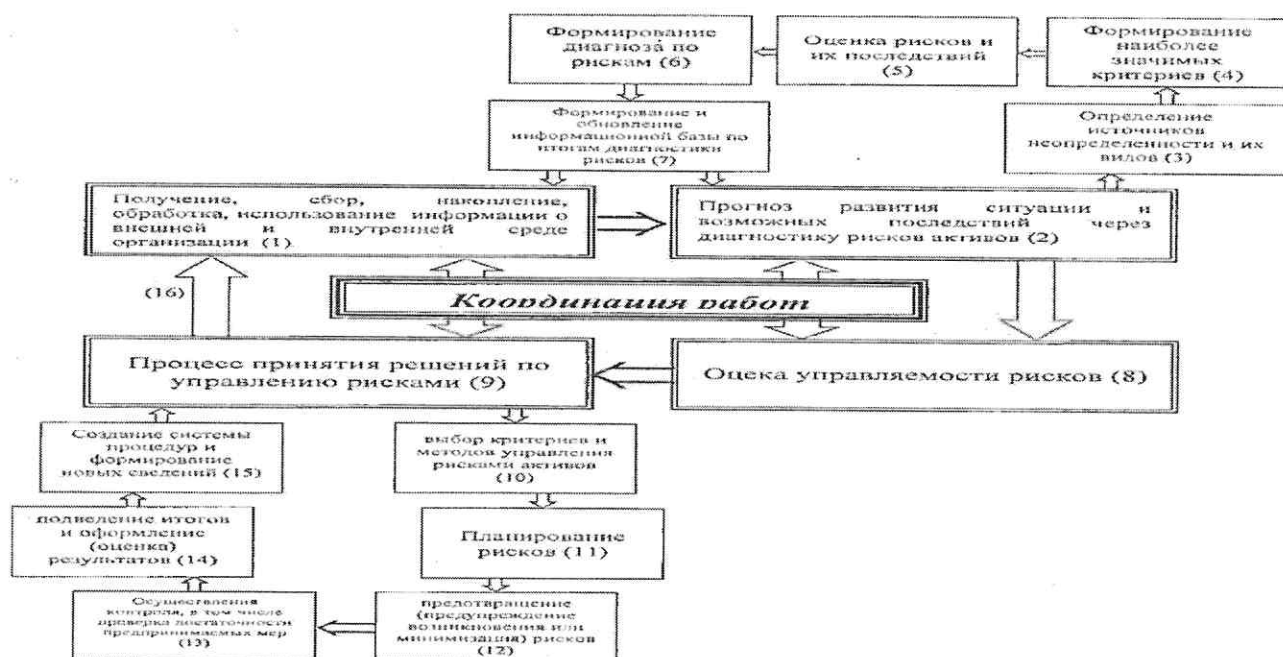 Формирование
диагноза по
рискам (6)
Оценка рисков и
их последствий
(5)
Формирование
наиболее
значимых
критериев (4)
Формирование и
обновление
информационной базы по
итогам диагностики
рисков (7)
Определение
источников
неопределенности и их
видов (3)
Получение, сбор, накопление,
обработка, использование информации о
внешней и внутренней среде
организации (1)
Прогноз развития ситуации и
возможных последствий через
диагностику рисков активов (2)
(16)
Координация работ
Процесс принятия решений по
управлению рисками (9)
Оцека управляемости рисков (8)
Создание системы
процедур и
формирование
новых сведений (15)
выбор критериев и
методов управления
рисками активов
(10)
подведение итогов
и оформление
(оценка)
результатов (14)
Планирование
рисков (11)
Осуществления
контроля, в том числе
проверка достаточности
предпринимаемых мер
(13)
предотвращение
(предупреждение
возникновения или
минимизация) рисков
(12)